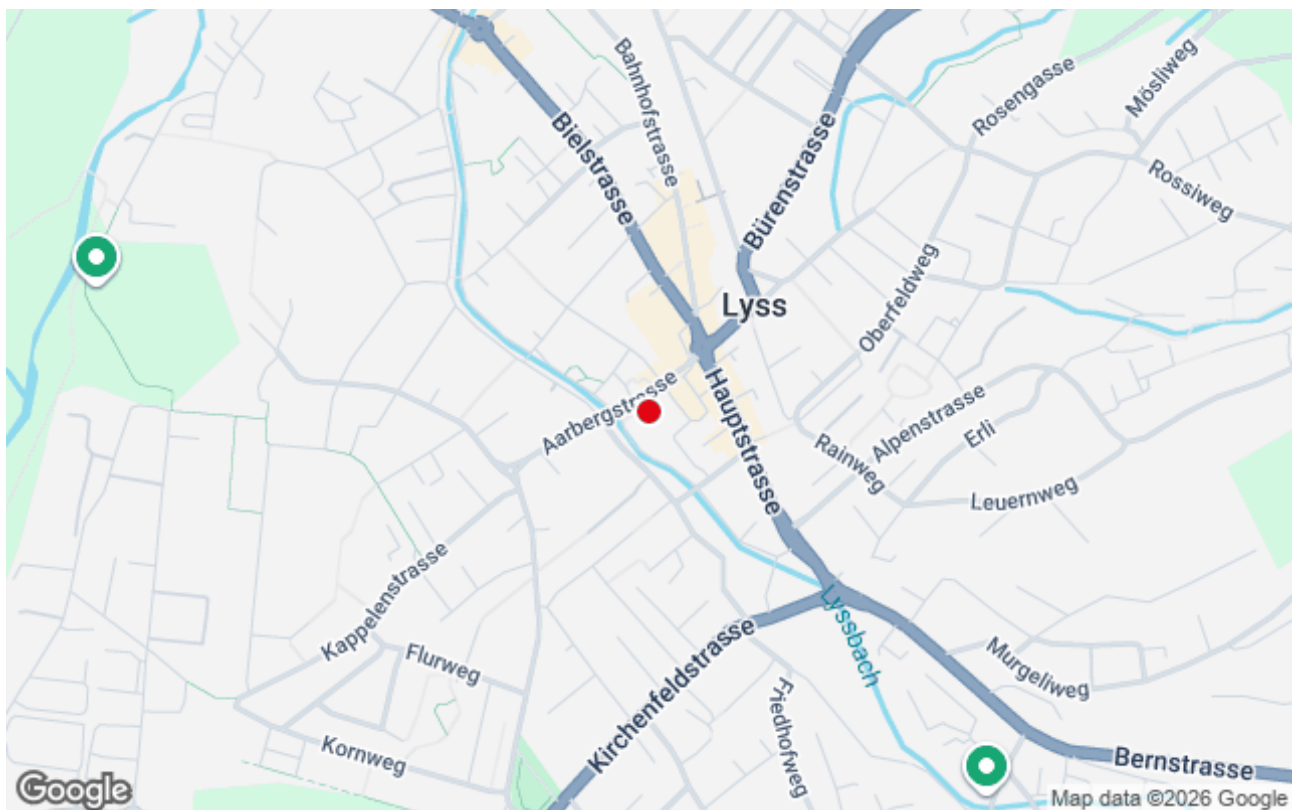 Bahnhofstrasse
Bielstrasse
Bürenstrasse
Rosengasse
Mösliweg
Rossiweg
Lyss
Oberfeldweg
Aarbergstrasse
Hauptstrasse
Alpenstrasse
Erli
Rainweg
Leuernweg
Kappelenstrasse
Flurweg
Kornweg
Kirchenfeldstrasse
Lyssbach
Murgeliweg
Friedhofweg
Bernstrasse
Google
Map data ©2026 Google